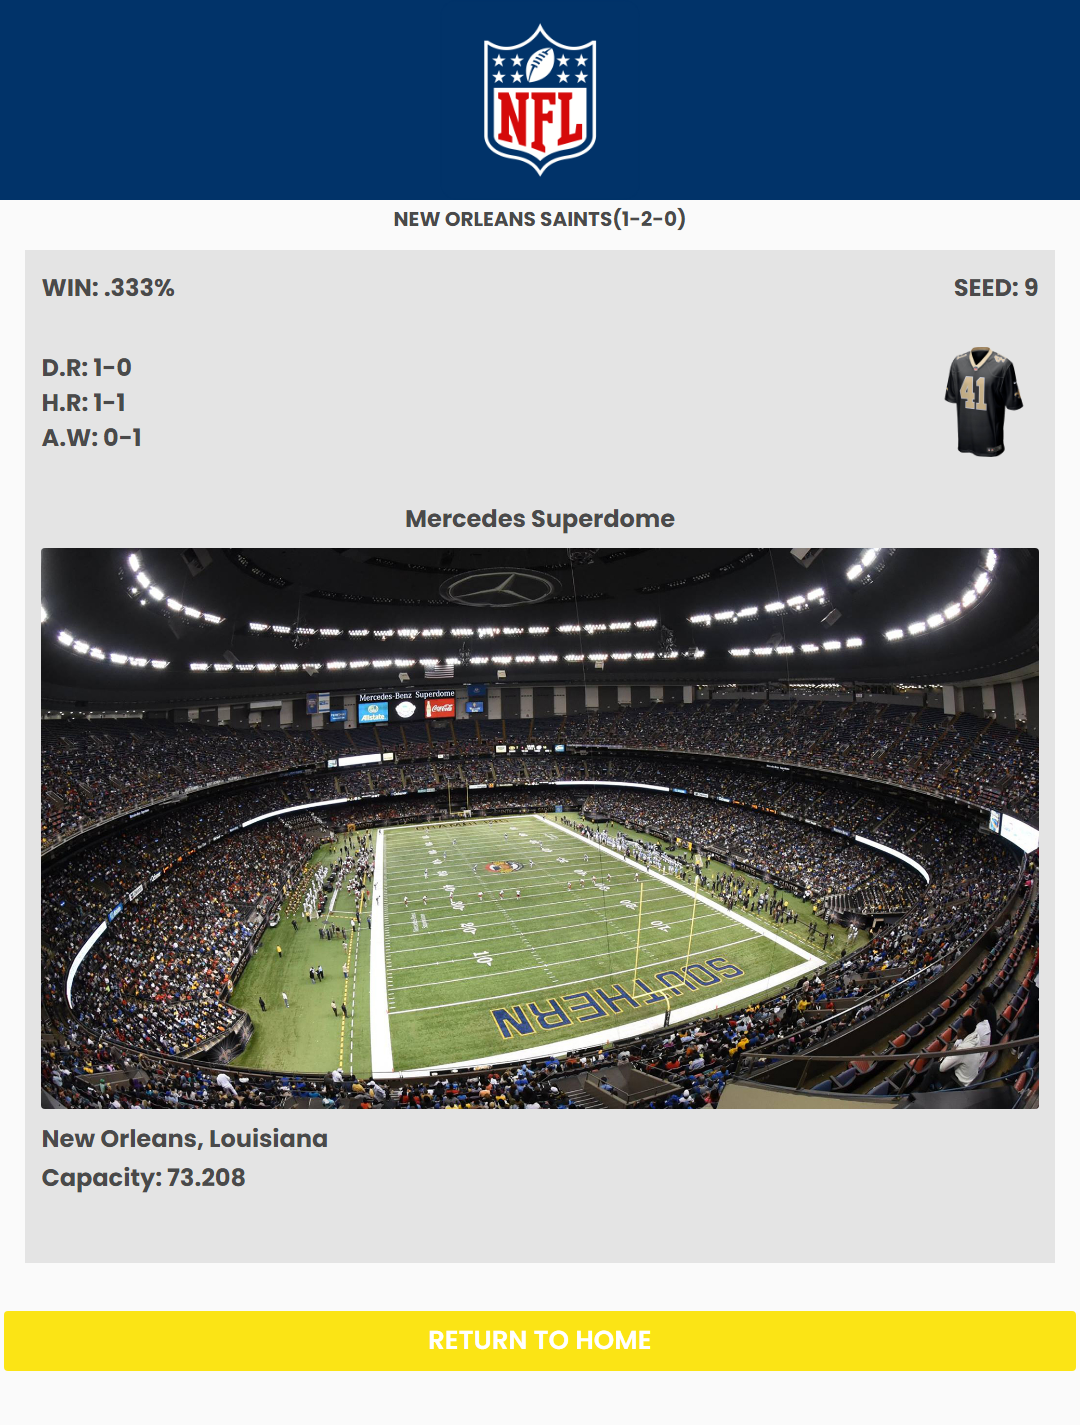 NFL
NEW ORLEANS SAINTS(1-2-0)
WIN: .333%
SEED: 9
D.R: 1-0
H.R: 1-1
A.W: 0-1
41
Mercedes Superdome
Mercedes-Benz Superdome
Allstate
Coca-Cola
SOUTHERN
New Orleans, Louisiana
Capacity: 73.208
RETURN TO HOME